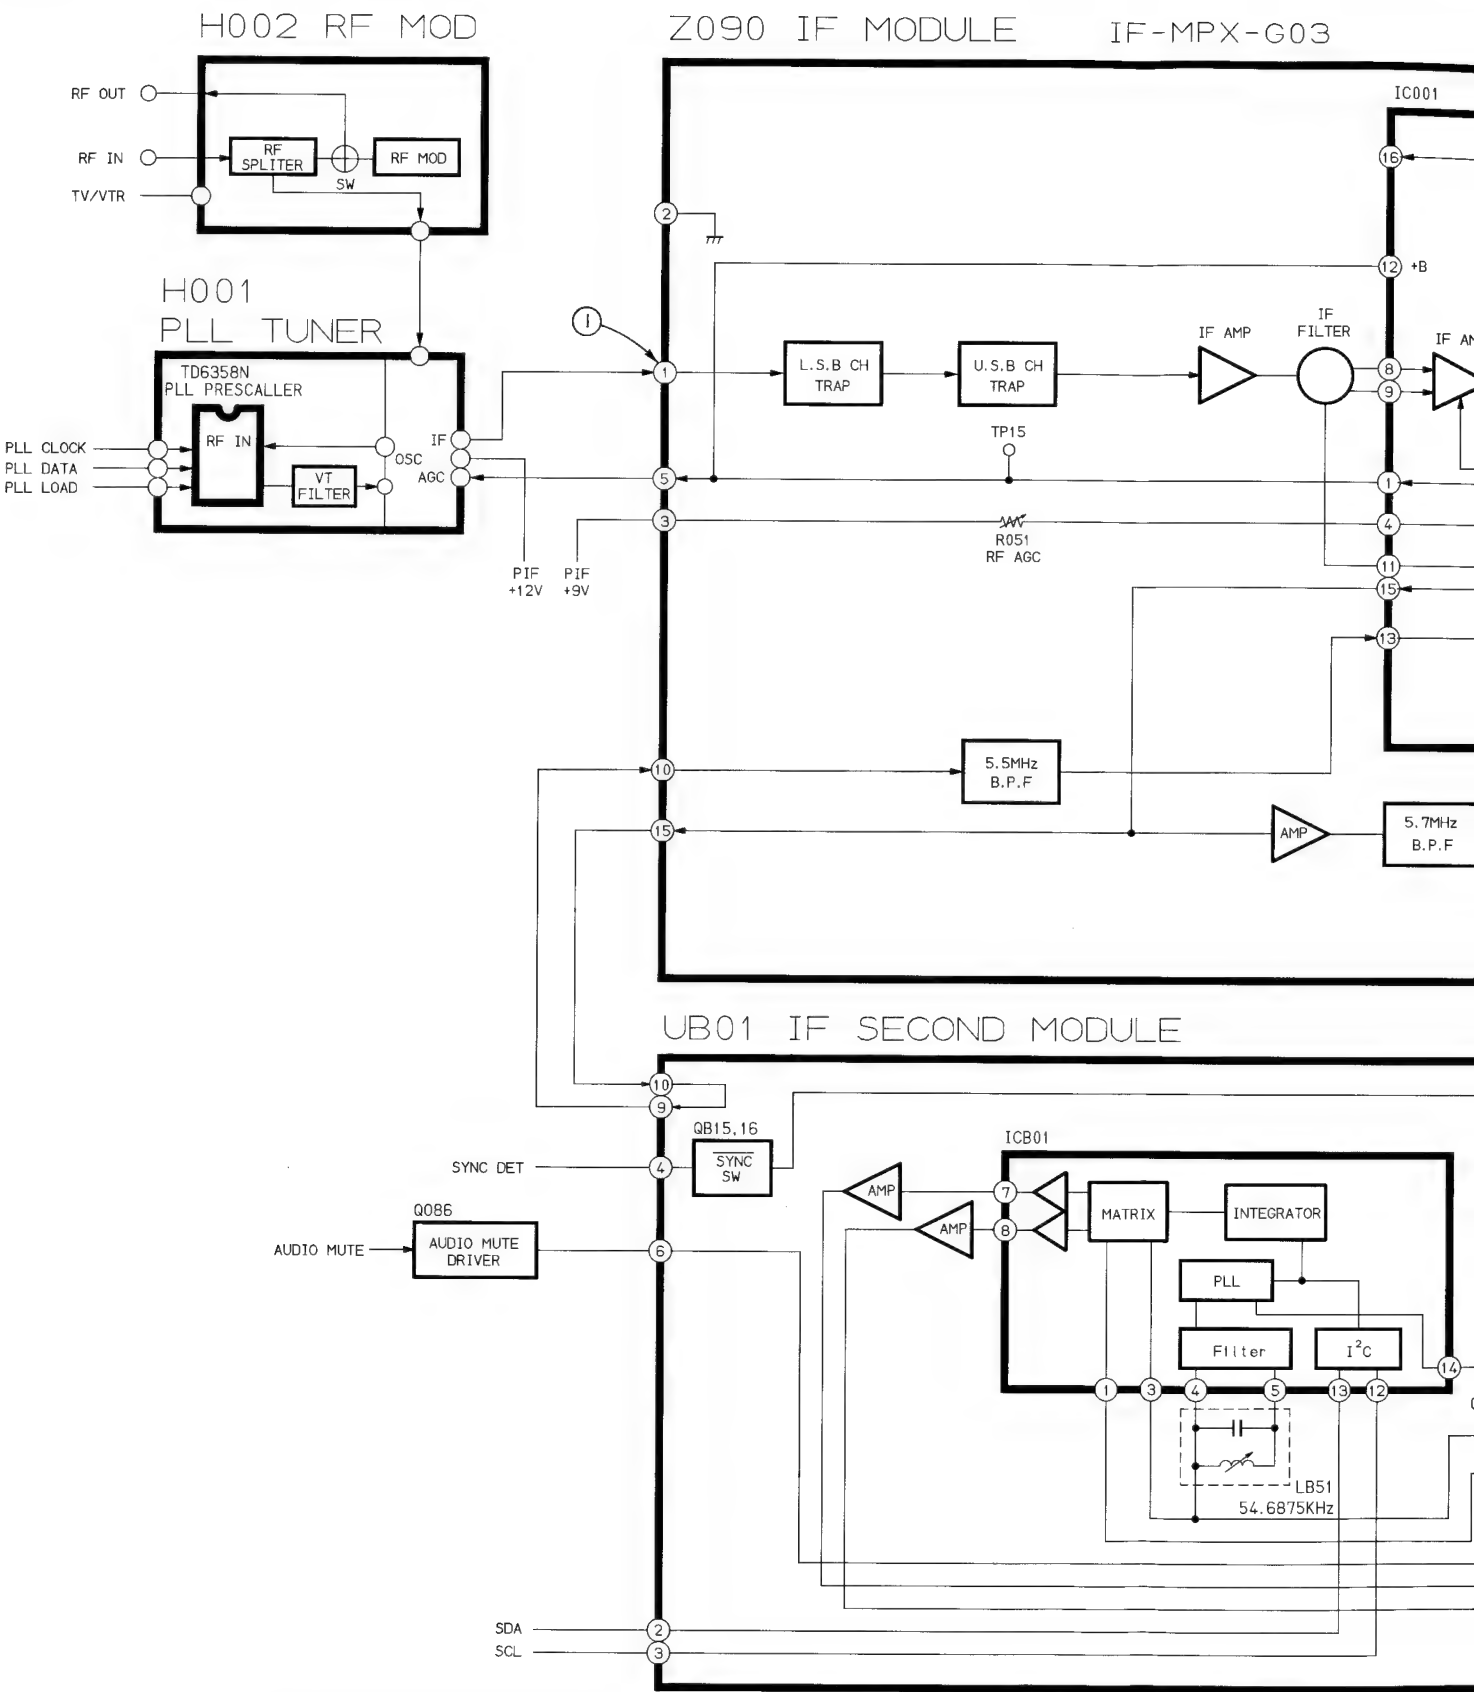 H002 RF MOD
RF OUT
RF IN
TV/VTR
RF
SPLITER
SW
RF MOD
H001
PLL TUNER
TD6358N
PLL PRESCALLER
RF IN
PLL CLOCK
PLL DATA
PLL LOAD
VT
FILTER
OSC
IF
AGC
PIF
+12V
PIF
+9V
Z090 IF MODULE IF-MPX-G03
IC001
16
2
12
+B
1
1
L.S.B CH
TRAP
U.S.B CH
TRAP
IF AMP
IF
FILTER
8
9
TP15
5
1
3
R051
RF AGC
4
11
15
13
10
5.5MHz
B.P.F
15
AMP
5.7MHz
B.P.F
UB01 IF SECOND MODULE
10
9
QB15,16
SYNC DET
4
SYNC
SW
Q086
AUDIO MUTE
AUDIO MUTE
DRIVER
6
ICB01
AMP
7
AMP
8
MATRIX
INTEGRATOR
PLL
Filter
I²C
14
1
3
4
5
13
12
LB51
54.6875KHz
SDA
2
SCL
3